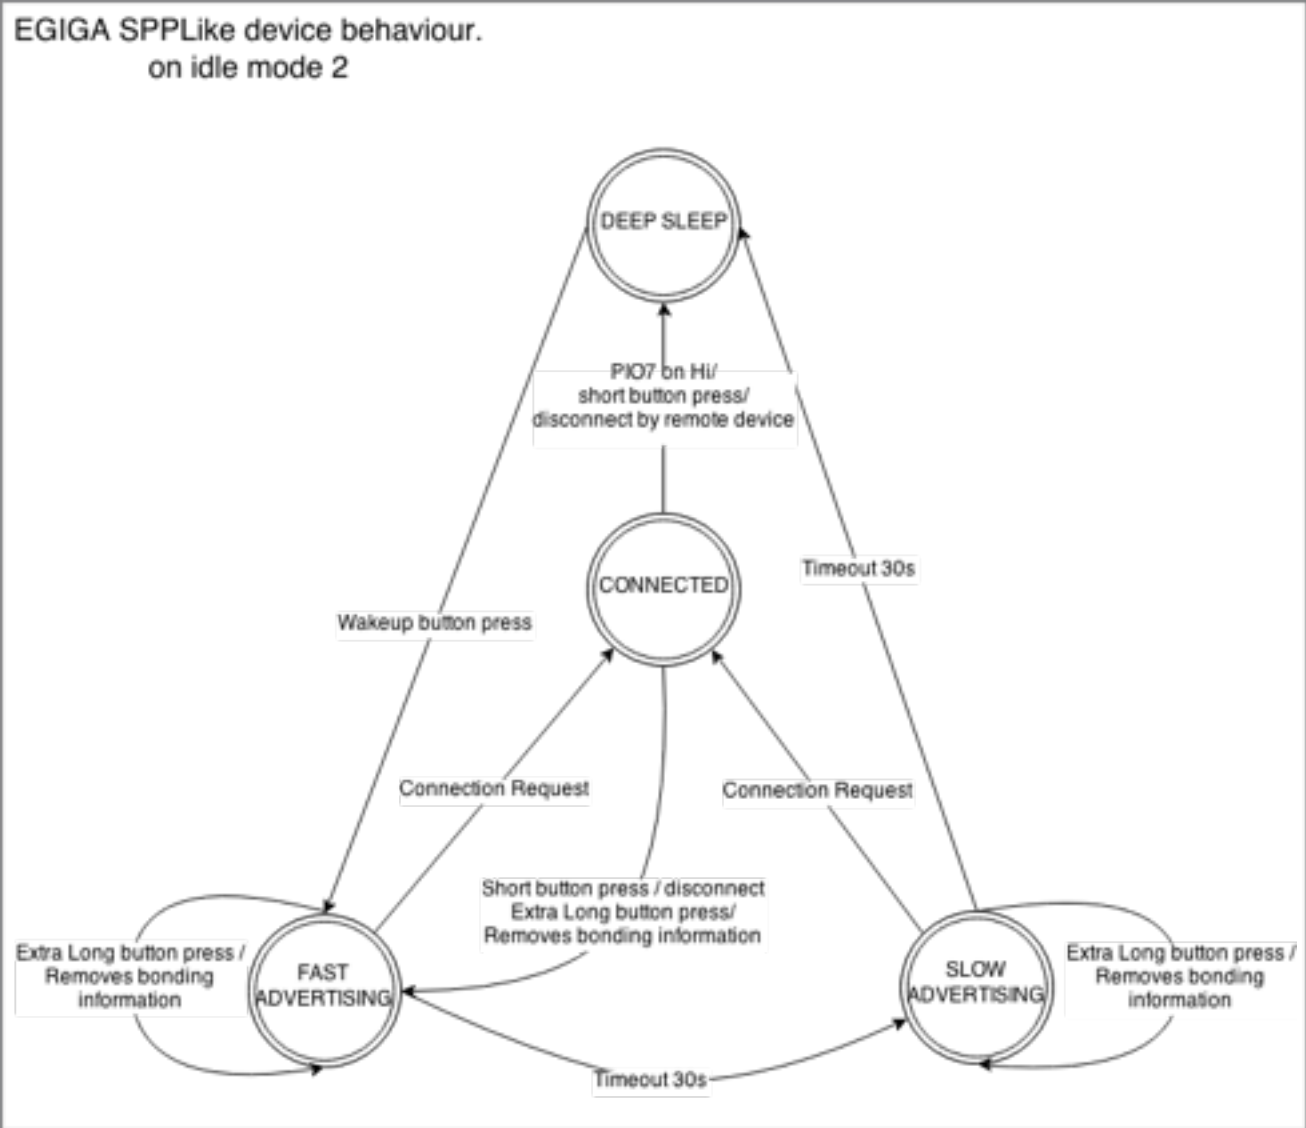 EGIGA SPPLike device behaviour.
on idle mode 2
DEEP SLEEP
PIO7 on Hi/
short button press/
disconnect by remote device
Timeout 30s
CONNECTED
Wakeup button press
Connection Request
Connection Request
Short button press / disconnect
Extra Long button press/
Removes bonding information
Extra Long button press /
Removes bonding
information
FAST
ADVERTISING
SLOW
ADVERTISING
Extra Long button press /
Removes bonding
information
Timeout 30s